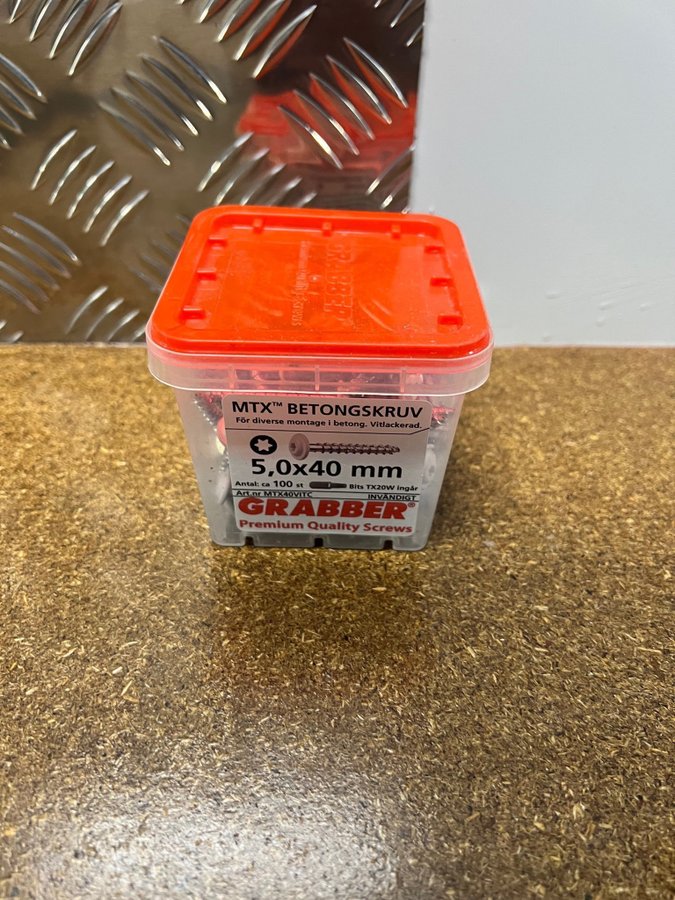 GRABBER
MTX™ BETONGSKRUV
För diverse montage i betong. Vitlackerad.
5,0x40 mm
Antal: ca 100 st Bits TX20W ingår
Art.nr MTX40VITC INVÄNDIGT
GRABBER®
Premium Quality Screws